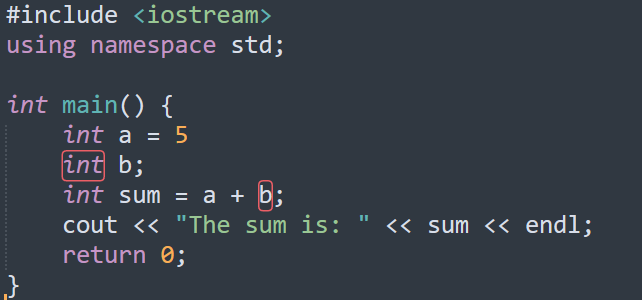 #include <iostream>
using namespace std;

int main() {
    int a = 5
    int b;
    int sum = a + b;
    cout << "The sum is: " << sum << endl;
    return 0;
}